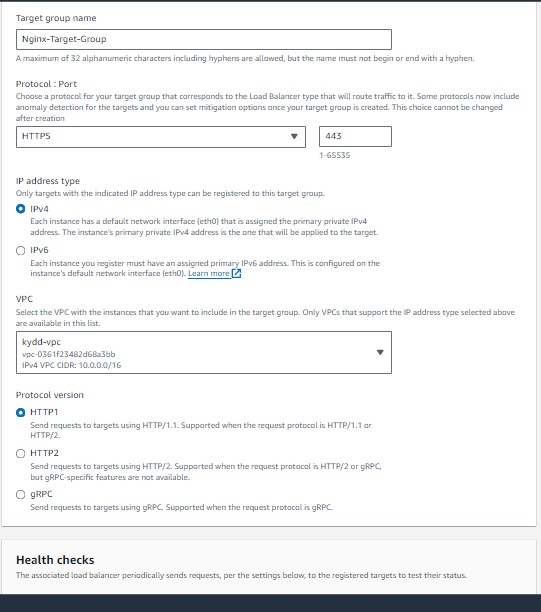 Target group name
Nginx-Target-Group
A maximum of 32 alphanumeric characters including hyphens are allowed, but the name must not begin or end with a hyphen.
Protocol : Port
Choose a protocol for your target group that corresponds to the Load Balancer type that will route traffic to it. Some protocols now include
anomaly detection for the targets and you can set mitigation options once your target group is created. This choice cannot be changed
after creation
HTTPS
443
1-65535
IP address type
Only targets with the indicated IP address type can be registered to this target group.
IPv4
Each instance has a default network interface (eth0) that is assigned the primary private IPv4
address. The instance's primary private IPv4 address is the one that will be applied to the target.
IPv6
Each instance you register must have an assigned primary IPv6 address. This is configured on the
instance's default network interface (eth0). Learn more
VPC
Select the VPC with the instances that you want to include in the target group. Only VPCs that support the IP address type selected above
are available in this list.
kydd-vpc
vpc-0361f23482d68a3bb
IPv4 VPC CIDR: 10.0.0.0/16
Protocol version
HTTP1
Send requests to targets using HTTP/1.1. Supported when the request protocol is HTTP/1.1 or
HTTP/2.
HTTP2
Send requests to targets using HTTP/2. Supported when the request protocol is HTTP/2 or gRPC,
but gRPC-specific features are not available.
gRPC
Send requests to targets using gRPC. Supported when the request protocol is gRPC.
Health checks
The associated load balancer periodically sends requests, per the settings below, to the registered targets to test their status.